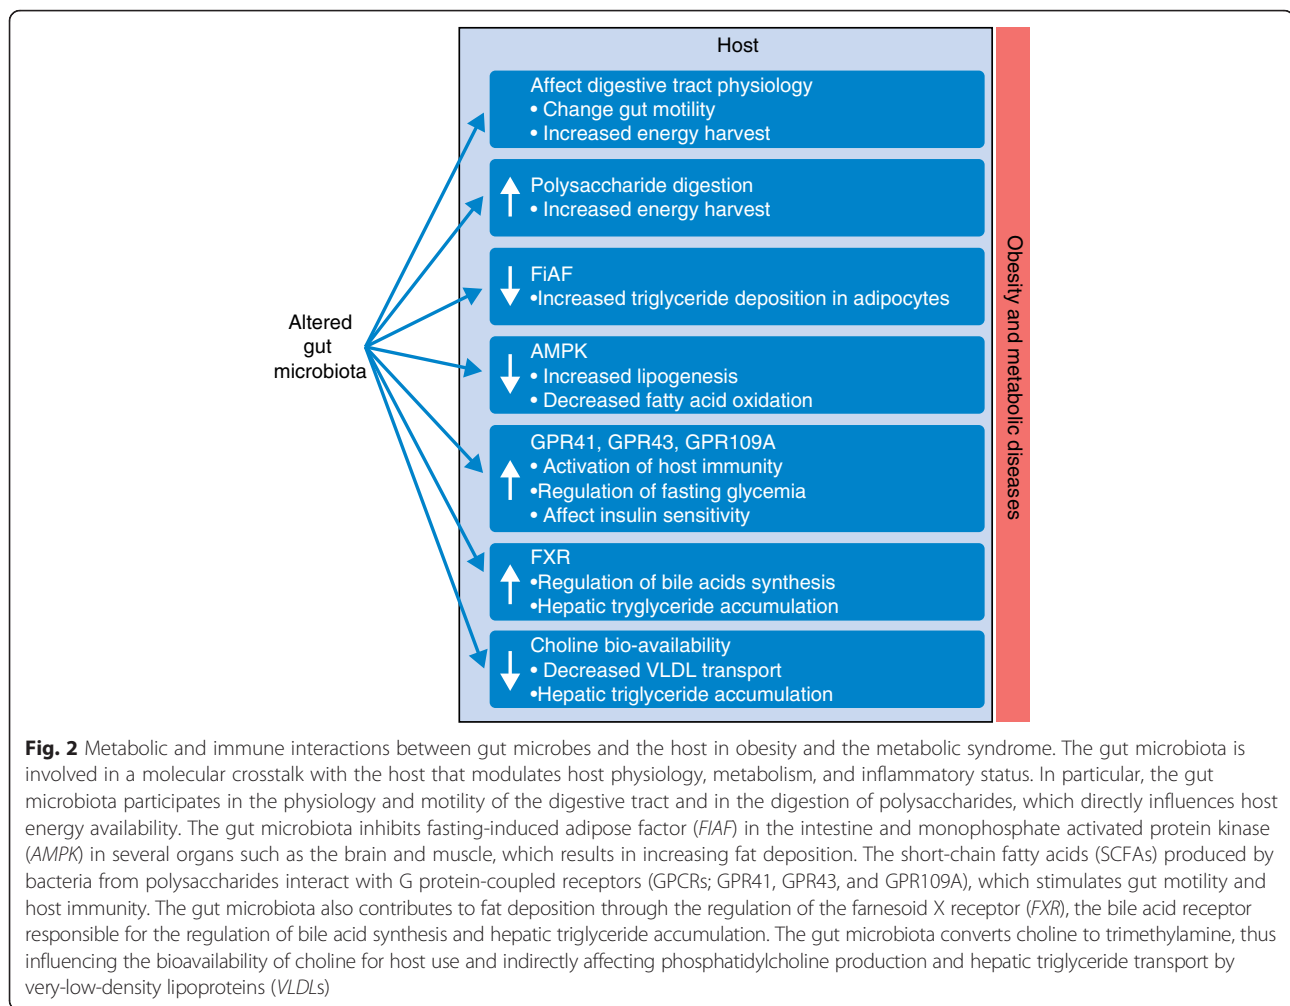 Host
Affect digestive tract physiology
• Change gut motility
• Increased energy harvest
Polysaccharide digestion
• Increased energy harvest
FiAF
•Increased triglyceride deposition in adipocytes
Altered
gut
microbiota
AMPK
• Increased lipogenesis
• Decreased fatty acid oxidation
GPR41, GPR43, GPR109A
• Activation of host immunity
•Regulation of fasting glycemia
• Affect insulin sensitivity
FXR
•Regulation of bile acids synthesis
•Hepatic tryglyceride accumulation
Choline bio-availability
• Decreased VLDL transport
•Hepatic triglyceride accumulation
Obesity and metabolic diseases
Fig. 2 Metabolic and immune interactions between gut microbes and the host in obesity and the metabolic syndrome. The gut microbiota is
involved in a molecular crosstalk with the host that modulates host physiology, metabolism, and inflammatory status. In particular, the gut
microbiota participates in the physiology and motility of the digestive tract and in the digestion of polysaccharides, which directly influences host
energy availability. The gut microbiota inhibits fasting-induced adipose factor (FIAF) in the intestine and monophosphate activated protein kinase
(AMPK) in several organs such as the brain and muscle, which results in increasing fat deposition. The short-chain fatty acids (SCFAs) produced by
bacteria from polysaccharides interact with G protein-coupled receptors (GPCRs; GPR41, GPR43, and GPR109A), which stimulates gut motility and
host immunity. The gut microbiota also contributes to fat deposition through the regulation of the farnesoid X receptor (FXR), the bile acid receptor
responsible for the regulation of bile acid synthesis and hepatic triglyceride accumulation. The gut microbiota converts choline to trimethylamine, thus
influencing the bioavailability of choline for host use and indirectly affecting phosphatidylcholine production and hepatic triglyceride transport by
very-low-density lipoproteins (VLDLs)